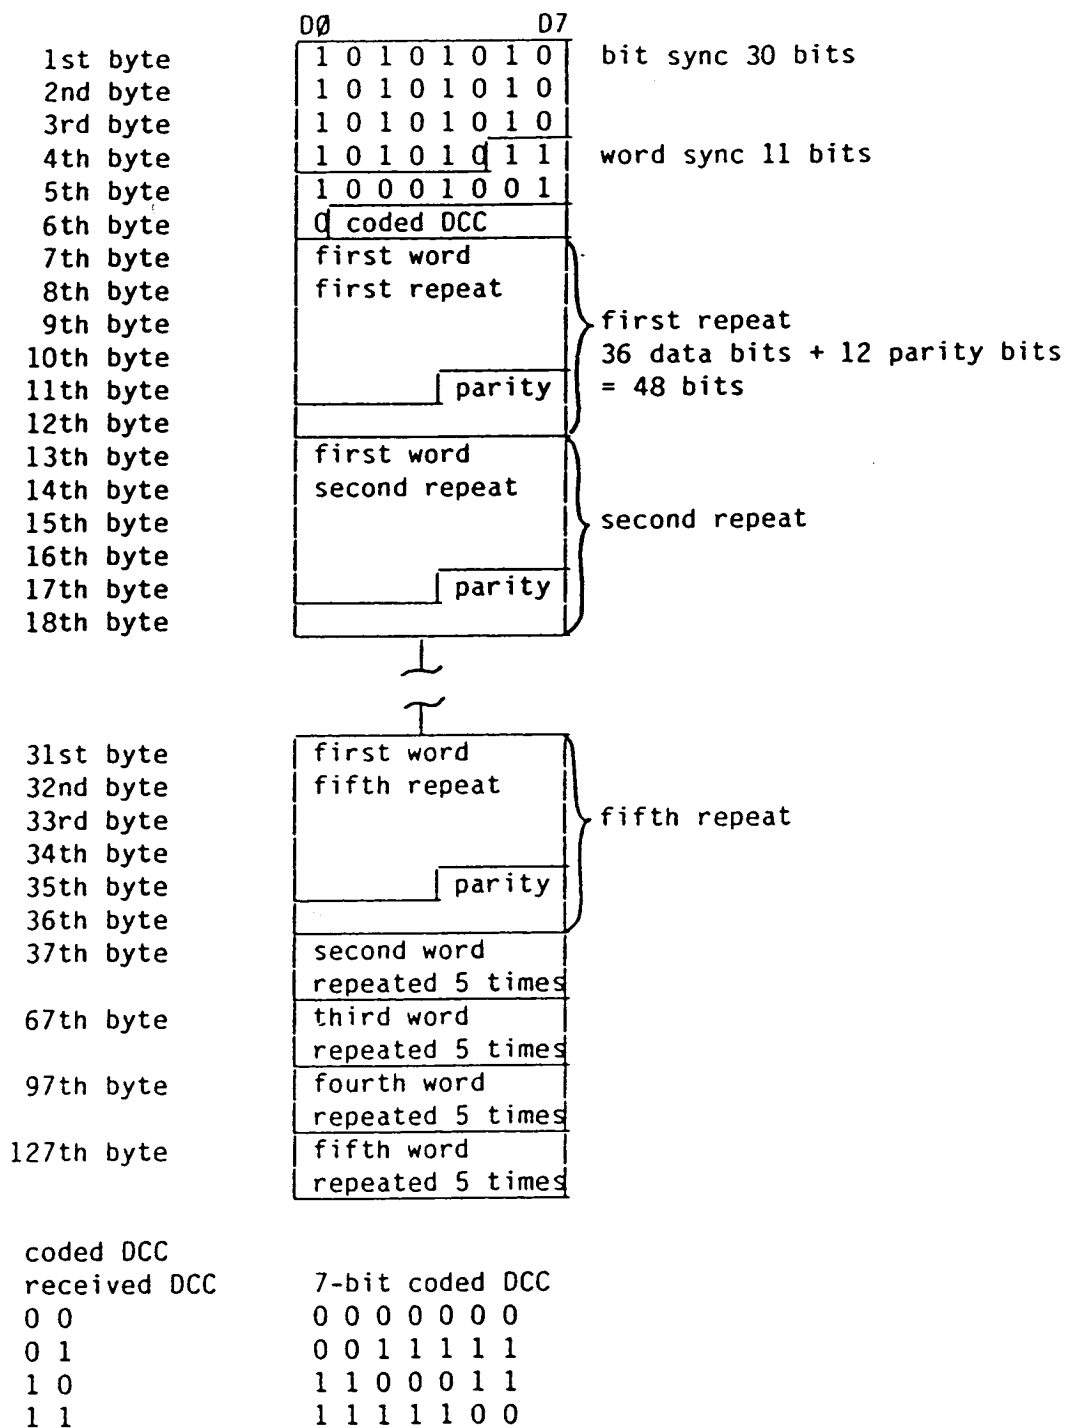 DØ D7
1st byte 1 0 1 0 1 0 1 0 bit sync 30 bits
2nd byte 1 0 1 0 1 0 1 0
3rd byte 1 0 1 0 1 0 1 0
4th byte 1 0 1 0 1 0 1 1 word sync 11 bits
5th byte 1 0 0 0 1 0 0 1
6th byte 0 coded DCC
7th byte first word
8th byte first repeat
9th byte first repeat
10th byte 36 data bits + 12 parity bits
11th byte parity = 48 bits
12th byte
13th byte first word
14th byte second repeat
15th byte second repeat
16th byte
17th byte parity
18th byte
31st byte first word
32nd byte fifth repeat
33rd byte fifth repeat
34th byte
35th byte parity
36th byte
37th byte second word
repeated 5 times
67th byte third word
repeated 5 times
97th byte fourth word
repeated 5 times
127th byte fifth word
repeated 5 times
coded DCC
received DCC 7-bit coded DCC
0 0 0 0 0 0 0 0 0
0 1 0 0 1 1 1 1 1
1 0 1 1 0 0 0 1 1
1 1 1 1 1 1 1 0 0